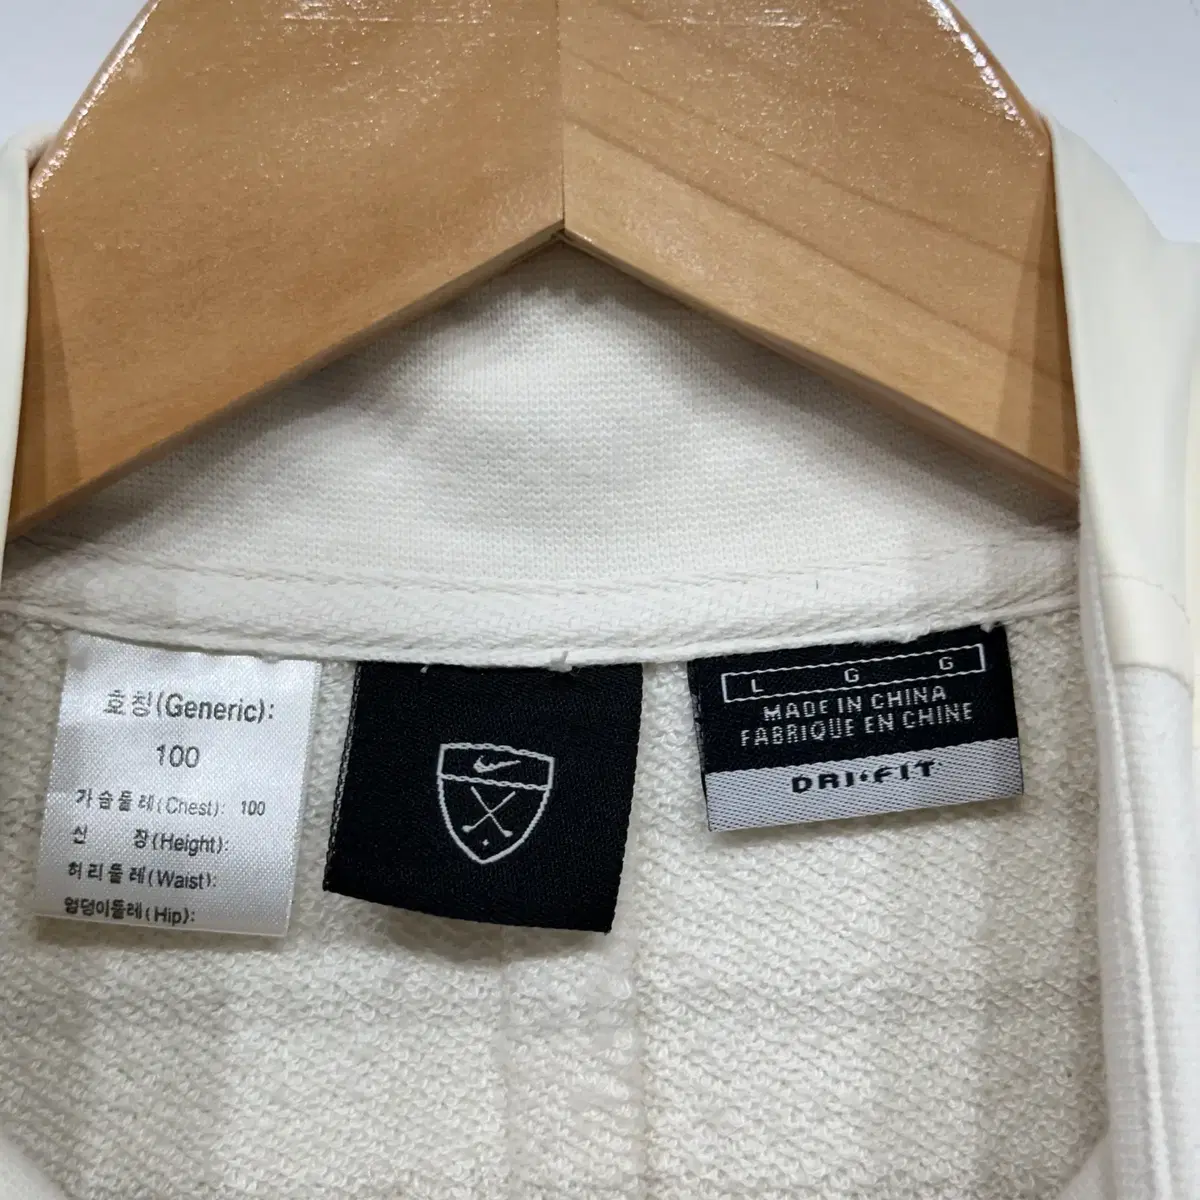 호칭(Generic):
100
가슴둘레(Chest): 100
신 장(Height):
허리둘레(Waist):
엉덩이둘레(Hip):
L G G
MADE IN CHINA
FABRIQUE EN CHINE
DRI•FIT